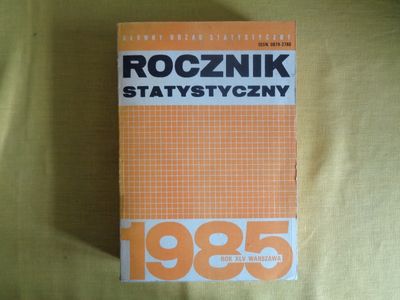 GŁÓWNY URZĄD STATYSTYCZNY
ISSN 0079-2780
ROCZNIK
STATYSTYCZNY
1985
ROK XLV WARSZAWA